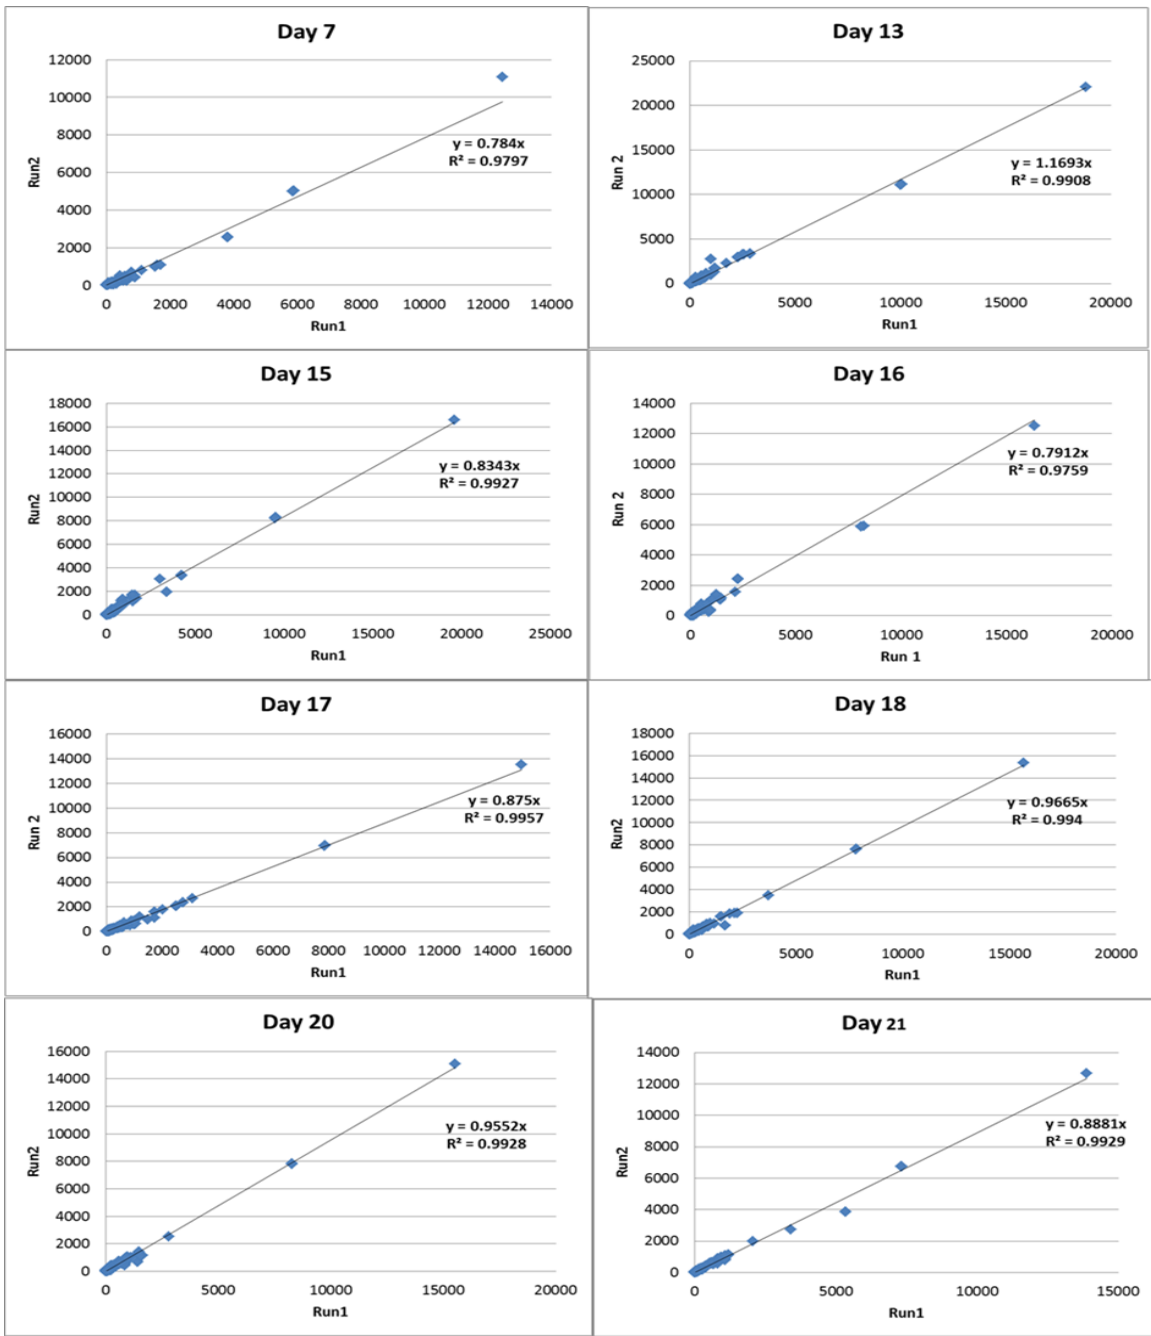 Day 7
12000
10000
8000
6000
4000
2000
0
Run2
y = 0.784x
R² = 0.9797
0 2000 4000 6000 8000 10000 12000 14000
Run1
Day 13
25000
20000
15000
10000
5000
0
Run 2
y = 1.1693x
R² = 0.9908
0 5000 10000 15000 20000
Run1
Day 15
18000
16000
14000
12000
10000
8000
6000
4000
2000
0
Run2
y = 0.8343x
R² = 0.9927
0 5000 10000 15000 20000 25000
Run1
Day 16
14000
12000
10000
8000
6000
4000
2000
0
Run 2
y = 0.7912x
R² = 0.9759
0 5000 10000 15000 20000
Run 1
Day 17
16000
14000
12000
10000
8000
6000
4000
2000
0
Run 2
y = 0.875x
R² = 0.9957
0 2000 4000 6000 8000 10000 12000 14000 16000
Run1
Day 18
18000
16000
14000
12000
10000
8000
6000
4000
2000
0
Run2
y = 0.9665x
R² = 0.994
0 5000 10000 15000 20000
Run1
Day 20
16000
14000
12000
10000
8000
6000
4000
2000
0
Run2
y = 0.9552x
R² = 0.9928
0 5000 10000 15000 20000
Run1
Day 21
14000
12000
10000
8000
6000
4000
2000
0
Run2
y = 0.8881x
R² = 0.9929
0 5000 10000 15000
Run1